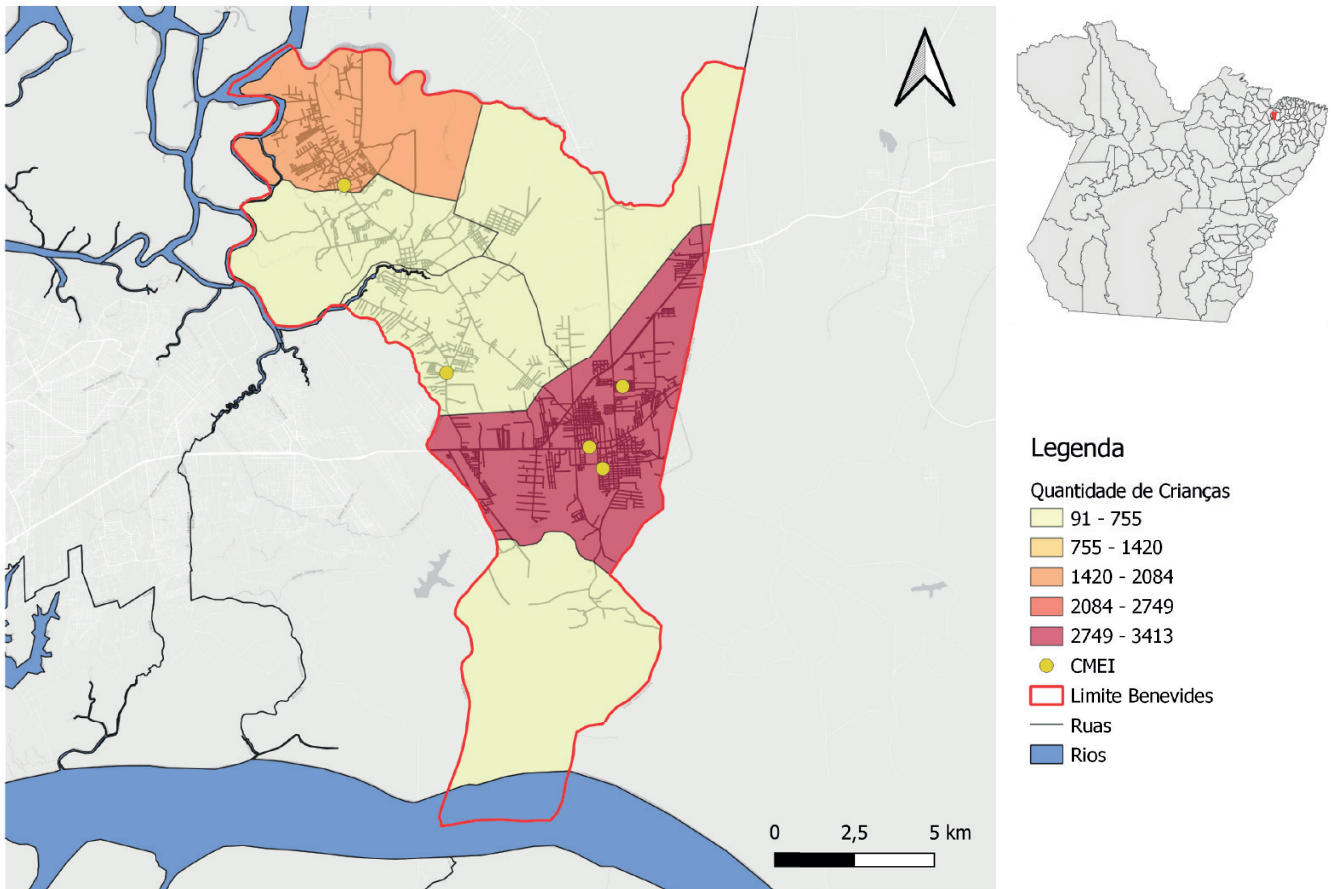 Legenda
Quantidade de Crianças
91 - 755
755 - 1420
1420 - 2084
2084 - 2749
2749 - 3413
CMEI
Limite Benevides
Ruas
Rios
0 2,5 5 km